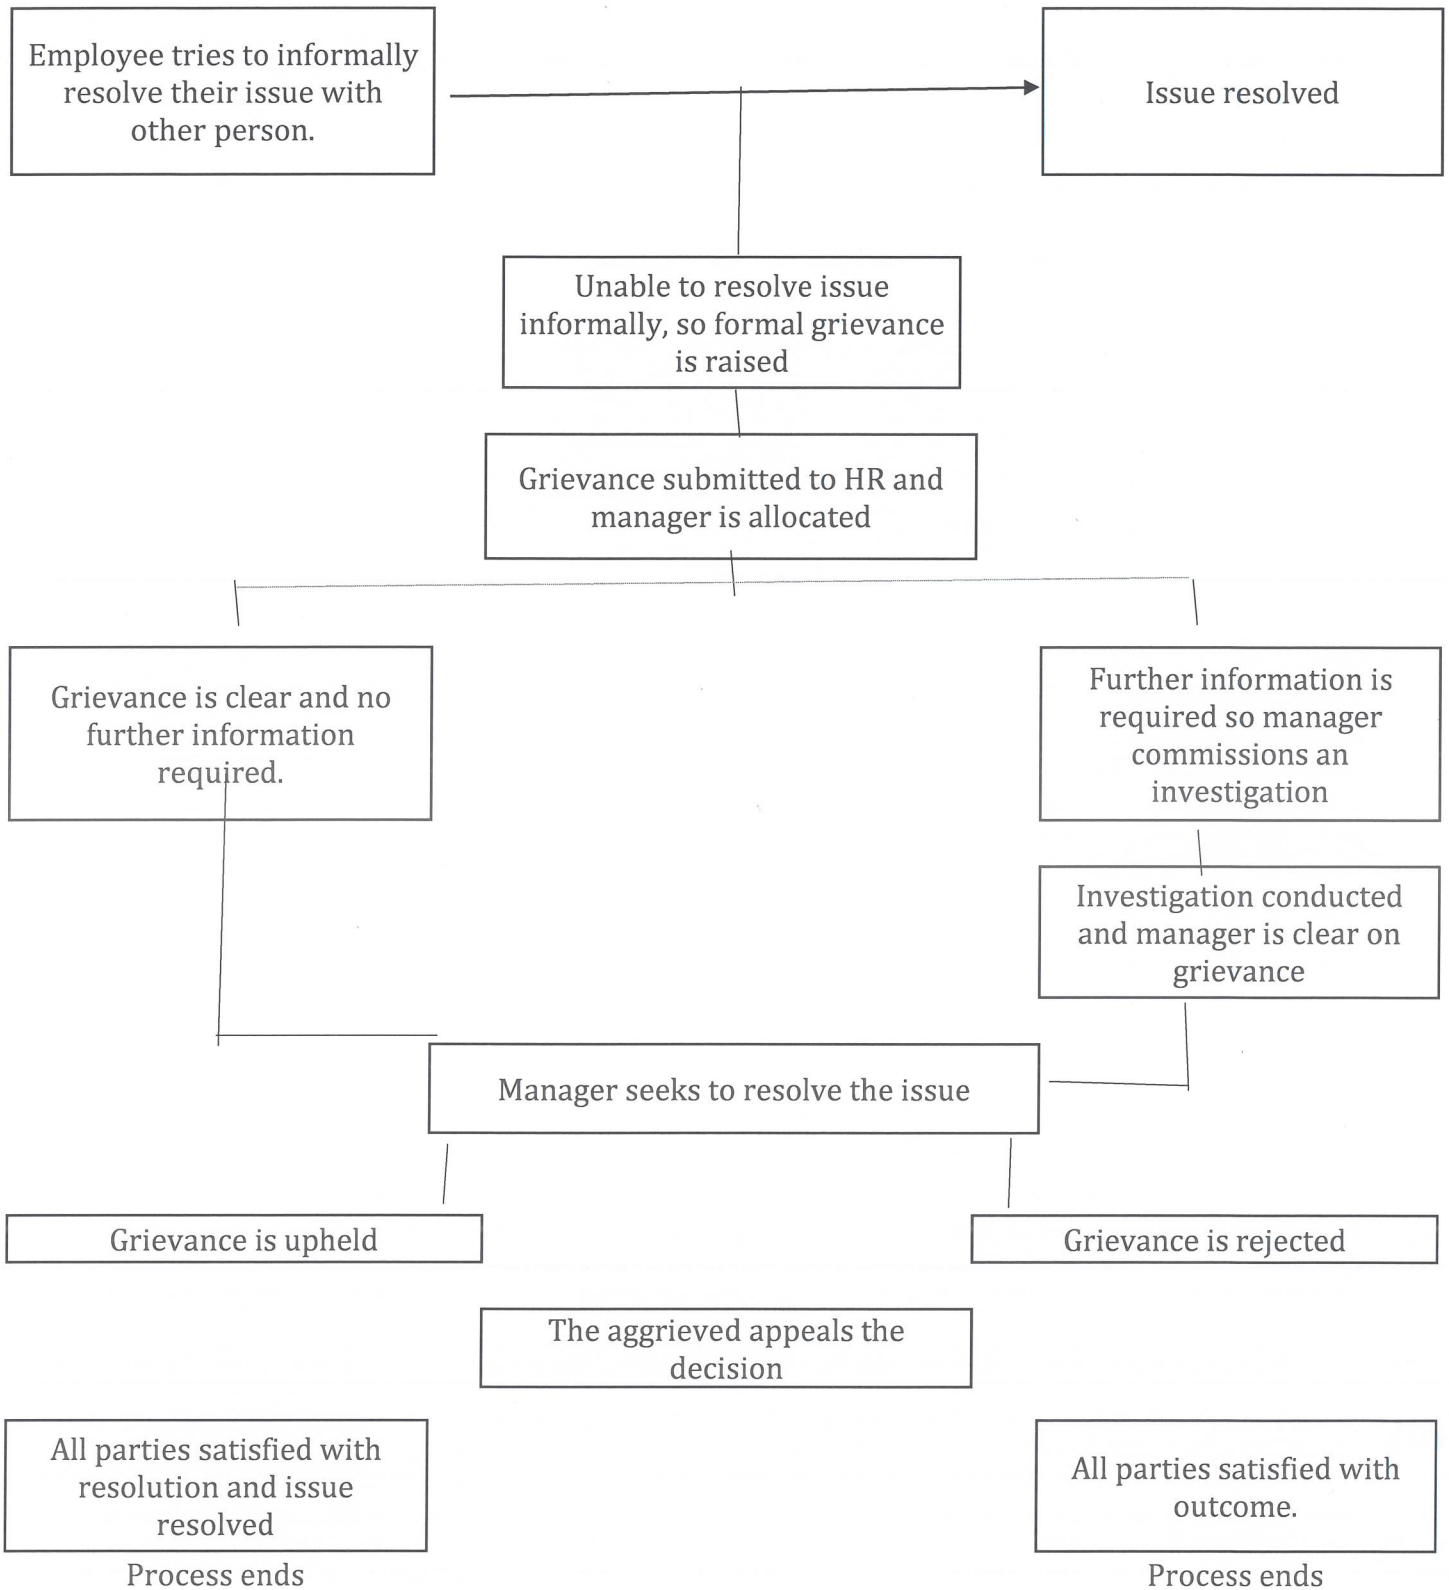 Employee tries to informally
resolve their issue with
other person.
Issue resolved
Unable to resolve issue
informally, so formal grievance
is raised
Grievance submitted to HR and
manager is allocated
Grievance is clear and no
further information
required.
Further information is
required so manager
commissions an
investigation
Investigation conducted
and manager is clear on
grievance
Manager seeks to resolve the issue
Grievance is upheld
Grievance is rejected
The aggrieved appeals the
decision
All parties satisfied with
resolution and issue
resolved
Process ends
All parties satisfied with
outcome.
Process ends